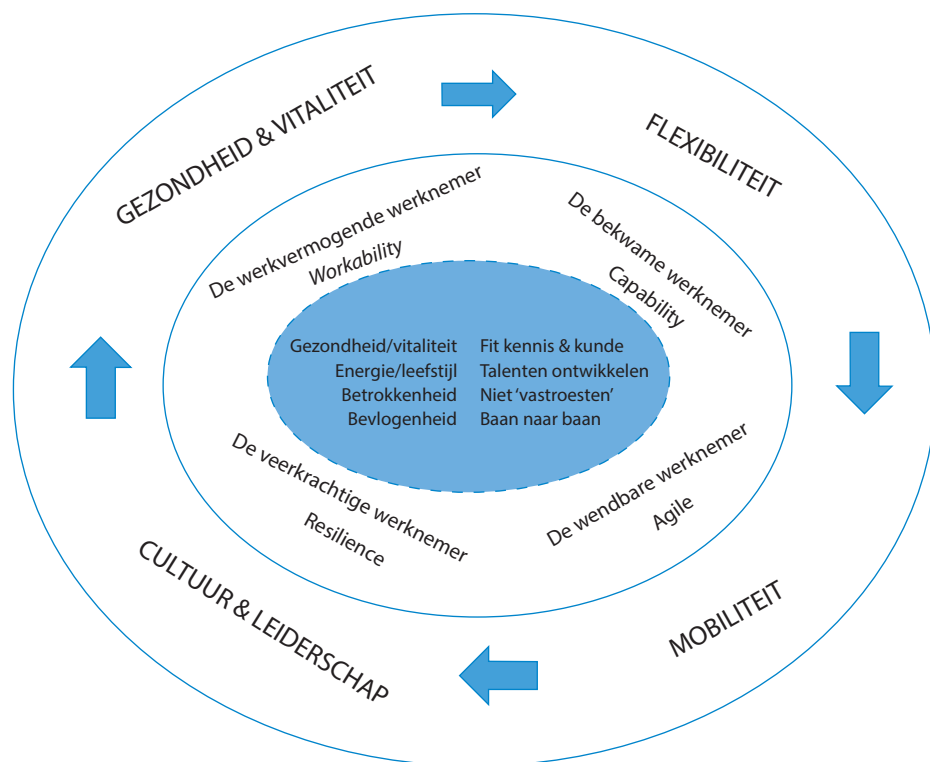 GEZONDHEID & VITALITEIT
FLEXIBILITEIT
De werkvermogende werknemer
Workability
De bekwame werknemer
Capability
Gezondheid/vitaliteit Fit kennis & kunde
Energie/leefstijl Talenten ontwikkelen
Betrokkenheid Niet ‘vastroesten’
Bevlogenheid Baan naar baan
De veerkrachtige werknemer
Resilience
De wendbare werknemer
Agile
CULTUUR & LEIDERSCHAP
MOBILITEIT